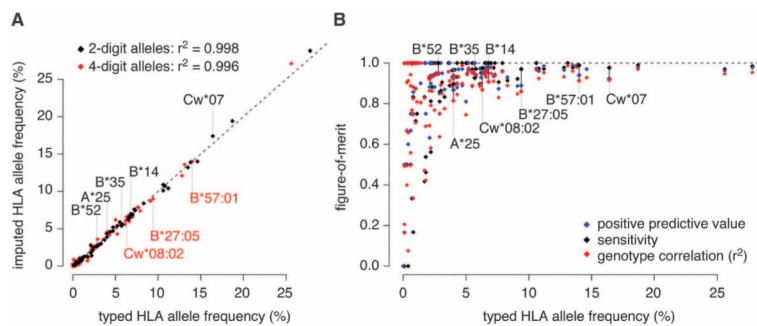 A
◆ 2-digit alleles: r² = 0.998
◆ 4-digit alleles: r² = 0.996
imputed HLA allele frequency (%)
25
20
15
10
5
0
Cw*07
B*14
B*35
A*25
B*52
B*57:01
B*27:05
Cw*08:02
0 5 10 15 20 25
typed HLA allele frequency (%)
B
figure-of-merit
1.0
0.8
0.6
0.4
0.2
0.0
B*52 B*35 B*14
B*57:01 Cw*07
B*27:05
Cw*08:02
A*25
◆ positive predictive value
◆ sensitivity
◆ genotype correlation (r²)
0 5 10 15 20 25
typed HLA allele frequency (%)